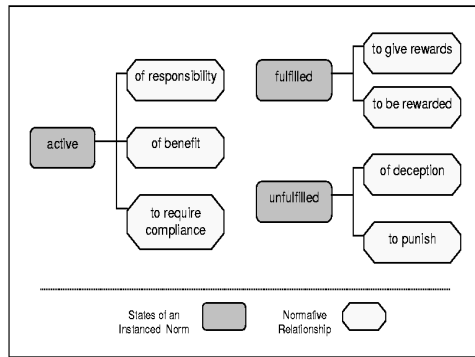 active
of responsibility
of benefit
to require
compliance
fulfilled
to give rewards
to be rewarded
unfulfilled
of deception
to punish
States of an
Instanced Norm
Normative
Relationship